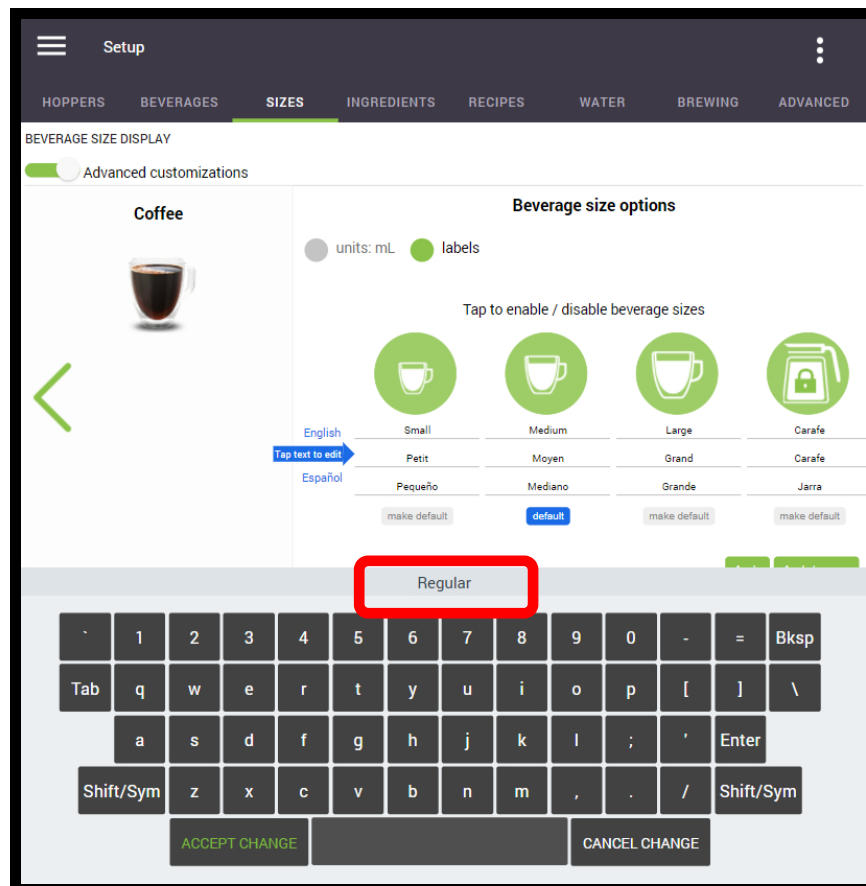 Setup
HOPPERS BEVERAGES SIZES INGREDIENTS RECIPES WATER BREWING ADVANCED
BEVERAGE SIZE DISPLAY
Advanced customizations
Coffee
Beverage size options
units: mL labels
Tap to enable / disable beverage sizes
English Small Medium Large Carafe
Tap text to edit Petit Moyen Grand Carafe
Español Pequeño Mediano Grande Jarra
make default default make default make default
Regular
` 1 2 3 4 5 6 7 8 9 0 - = Bksp
Tab q w e r t y u i o p [ ] \
a s d f g h j k l ; ' Enter
Shift/Sym z x c v b n m , . / Shift/Sym
ACCEPT CHANGE CANCEL CHANGE